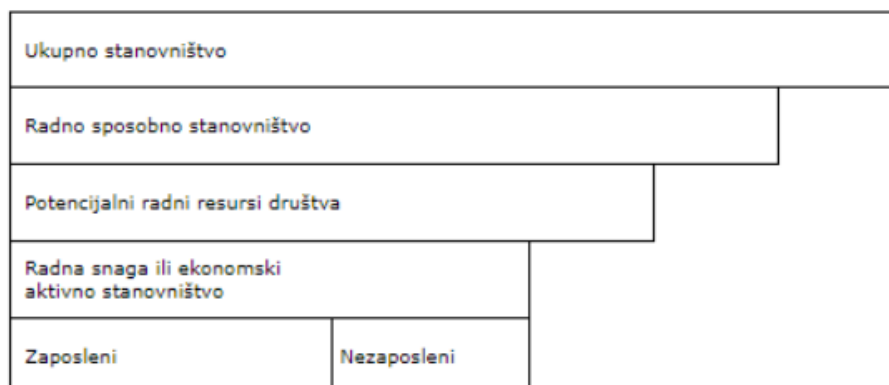 Ukupno stanovništvo
Radno sposobno stanovništvo
Potencijalni radni resursi društva
Radna snaga ili ekonomski
aktivno stanovništvo
Zaposleni
Nezaposleni